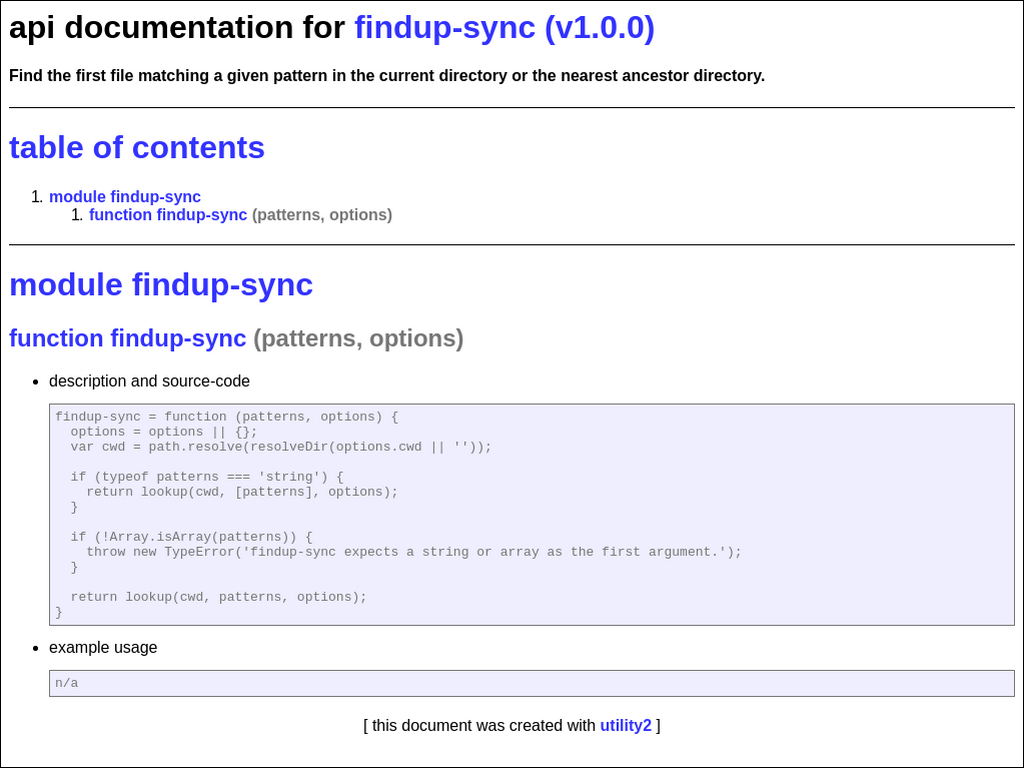 api documentation for findup-sync (v1.0.0)
Find the first file matching a given pattern in the current directory or the nearest ancestor directory.
table of contents
1. module findup-sync
1. function findup-sync (patterns, options)
module findup-sync
function findup-sync (patterns, options)
• description and source-code
findup-sync = function (patterns, options) {
  options = options || {};
  var cwd = path.resolve(resolveDir(options.cwd || ''));

  if (typeof patterns === 'string') {
    return lookup(cwd, [patterns], options);
  }

  if (!Array.isArray(patterns)) {
    throw new TypeError('findup-sync expects a string or array as the first argument.');
  }

  return lookup(cwd, patterns, options);
}
• example usage
n/a
[ this document was created with utility2 ]